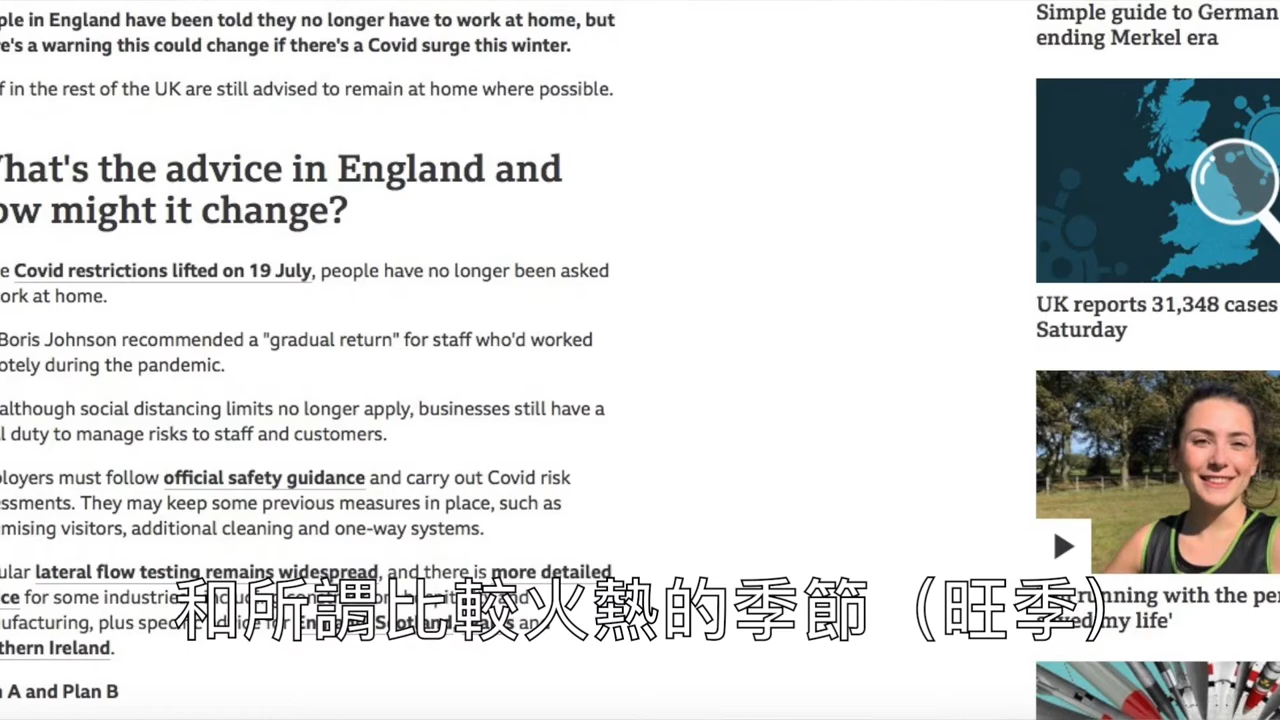 ple in England have been told they no longer have to work at home, but
re's a warning this could change if there's a Covid surge this winter.
f in the rest of the UK are still advised to remain at home where possible.
hat's the advice in England and
ow might it change?
e Covid restrictions lifted on 19 July, people have no longer been asked
ork at home.
Boris Johnson recommended a "gradual return" for staff who'd worked
otely during the pandemic.
although social distancing limits no longer apply, businesses still have a
l duty to manage risks to staff and customers.
ployers must follow official safety guidance and carry out Covid risk
essments. They may keep some previous measures in place, such as
mising visitors, additional cleaning and one-way systems.
ular lateral flow testing remains widespread, and there is more detailed
ce for some industrie
ufacturing, plus spec
thern Ireland.
n A and Plan B
和所謂比較火熱的季節（旺季）
Simple guide to German
ending Merkel era
UK reports 31,348 cases
Saturday
running with the per
my life'